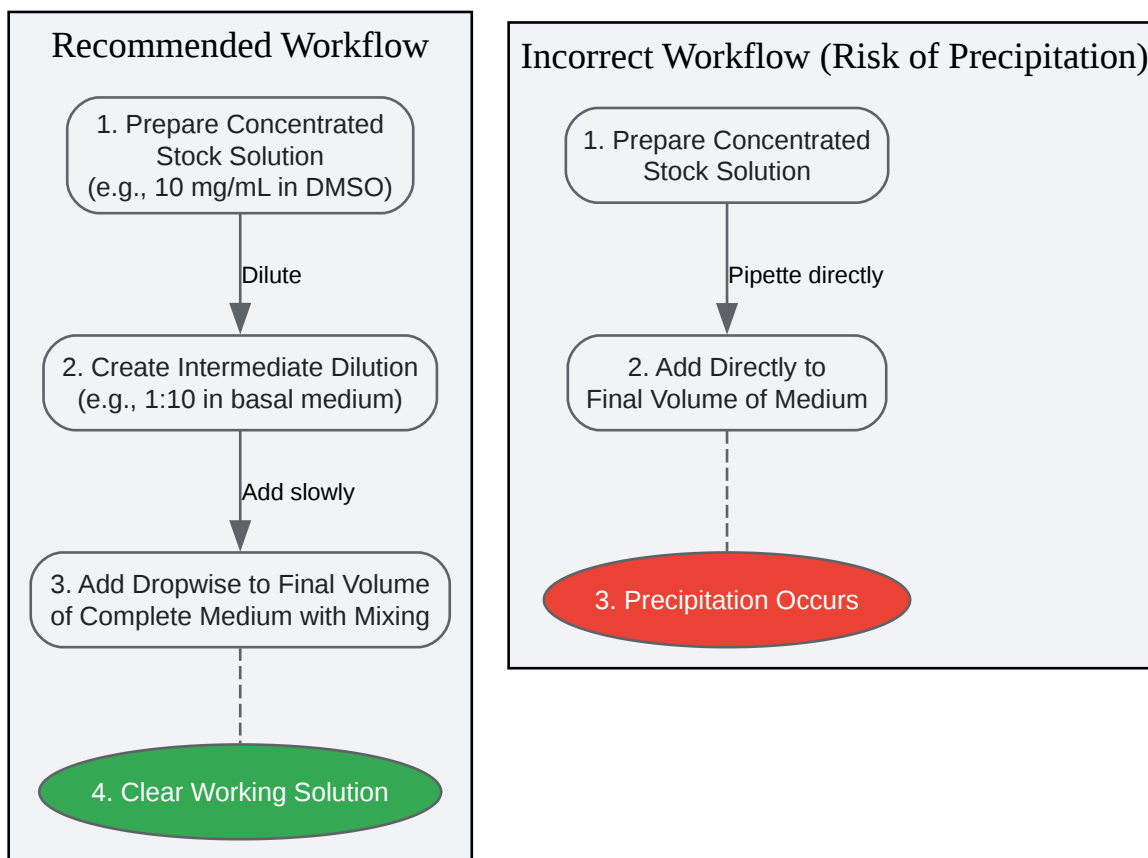 Recommended Workflow
1. Prepare Concentrated
Stock Solution
(e.g., 10 mg/mL in DMSO)
Dilute
2. Create Intermediate Dilution
(e.g., 1:10 in basal medium)
Add slowly
3. Add Dropwise to Final Volume
of Complete Medium with Mixing
4. Clear Working Solution
Incorrect Workflow (Risk of Precipitation)
1. Prepare Concentrated
Stock Solution
Pipette directly
2. Add Directly to
Final Volume of Medium
3. Precipitation Occurs